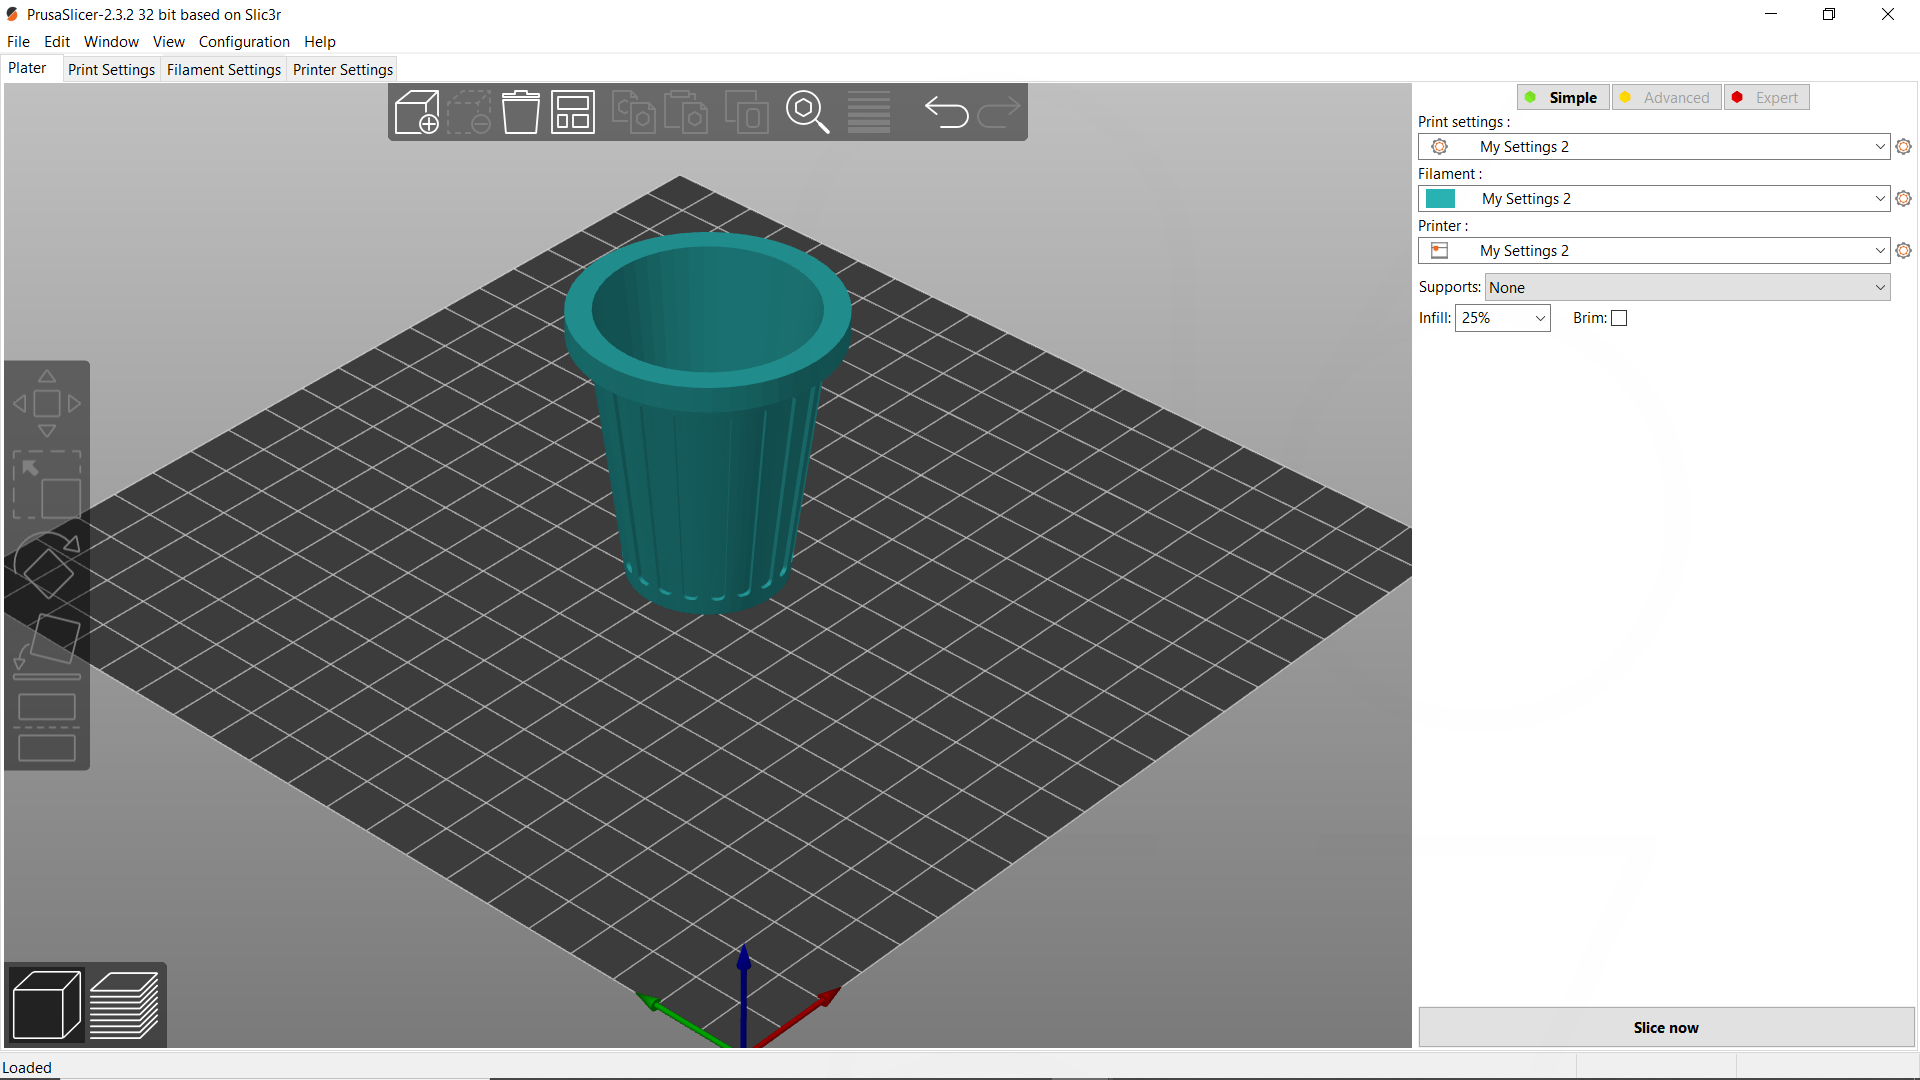 PrusaSlicer-2.3.2 32 bit based on Slic3r
File Edit Window View Configuration Help
Plater Print Settings Filament Settings Printer Settings
Simple Advanced Expert
Print settings :
My Settings 2
Filament :
My Settings 2
Printer :
My Settings 2
Supports: None
Infill: 25% Brim:
Slice now
Loaded